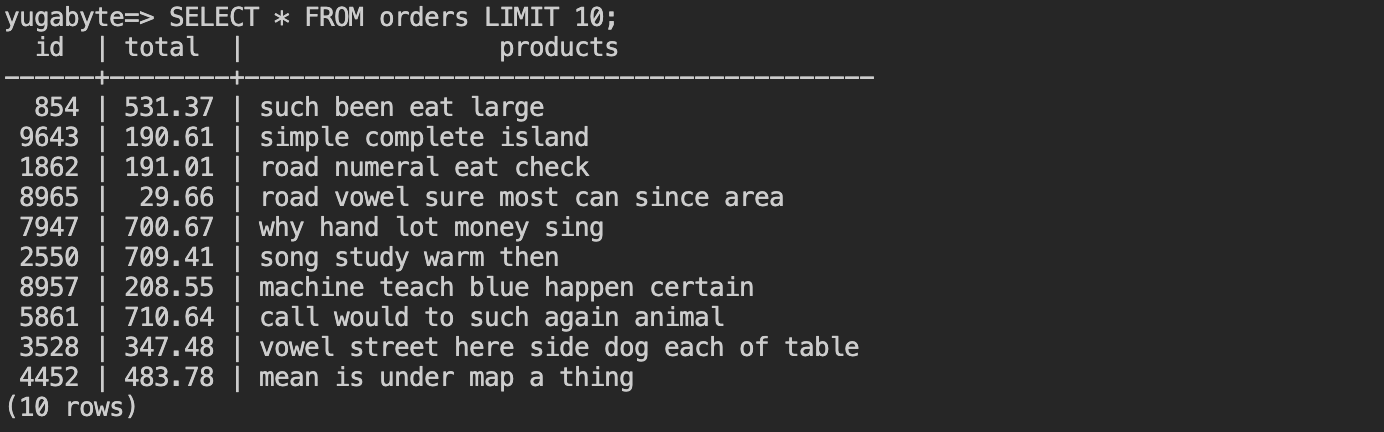 yugabyte=> SELECT * FROM orders LIMIT 10;
  id  | total  |                 products
------+--------+------------------------------------------
  854 | 531.37 | such been eat large
 9643 | 190.61 | simple complete island
 1862 | 191.01 | road numeral eat check
 8965 |  29.66 | road vowel sure most can since area
 7947 | 700.67 | why hand lot money sing
 2550 | 709.41 | song study warm then
 8957 | 208.55 | machine teach blue happen certain
 5861 | 710.64 | call would to such again animal
 3528 | 347.48 | vowel street here side dog each of table
 4452 | 483.78 | mean is under map a thing
(10 rows)